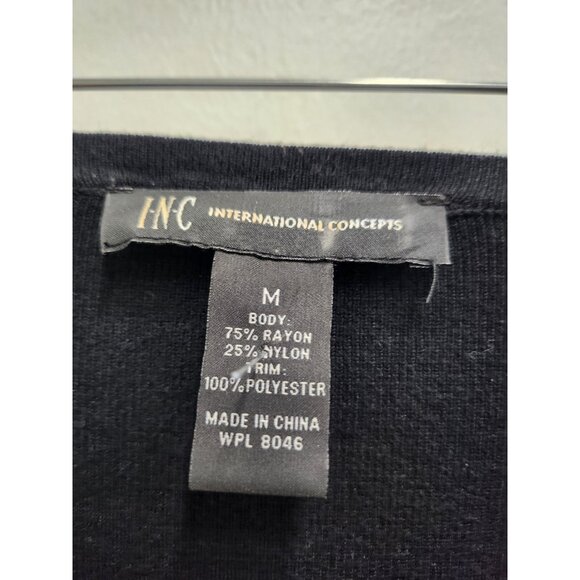 I·N·C INTERNATIONAL CONCEPTS
M
BODY:
75% RAYON
25% NYLON
TRIM:
100% POLYESTER
MADE IN CHINA
WPL 8046